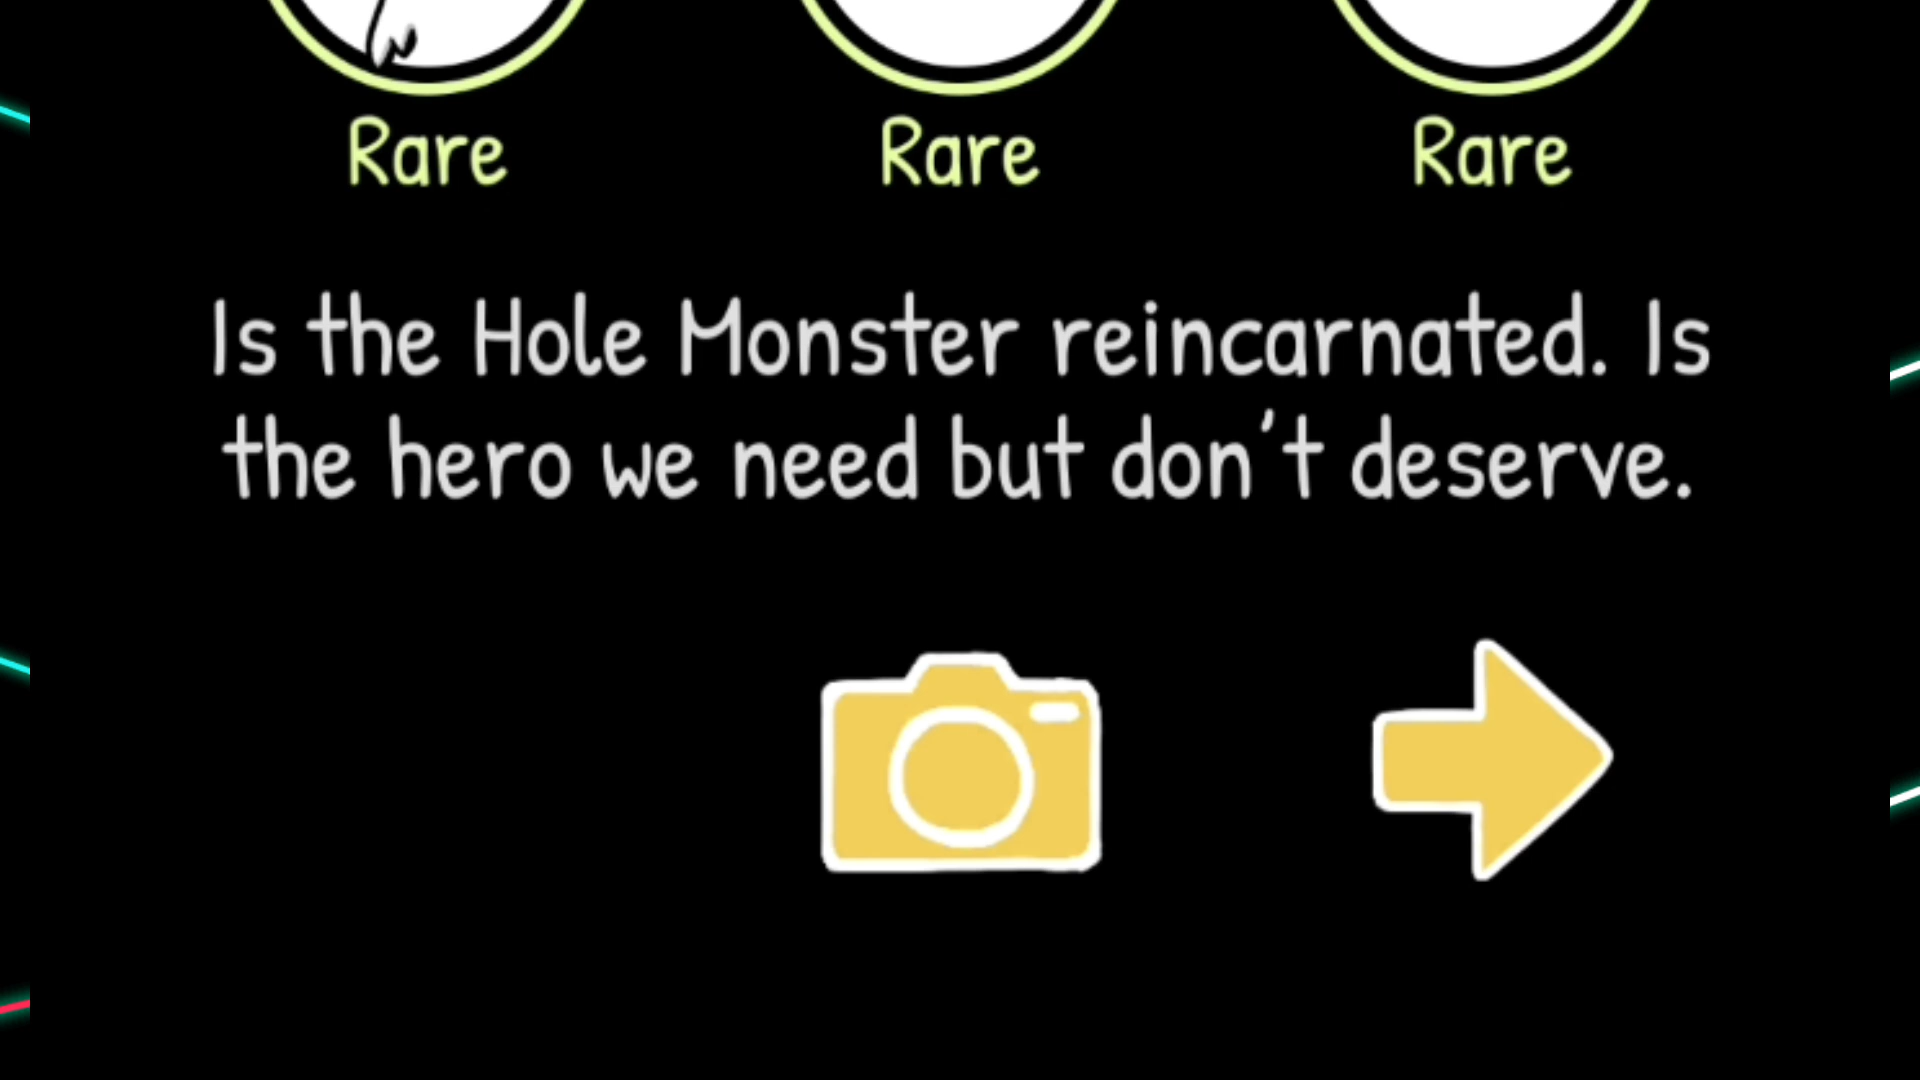 Rare Rare Rare
Is the Hole Monster reincarnated. Is
the hero we need but don't deserve.